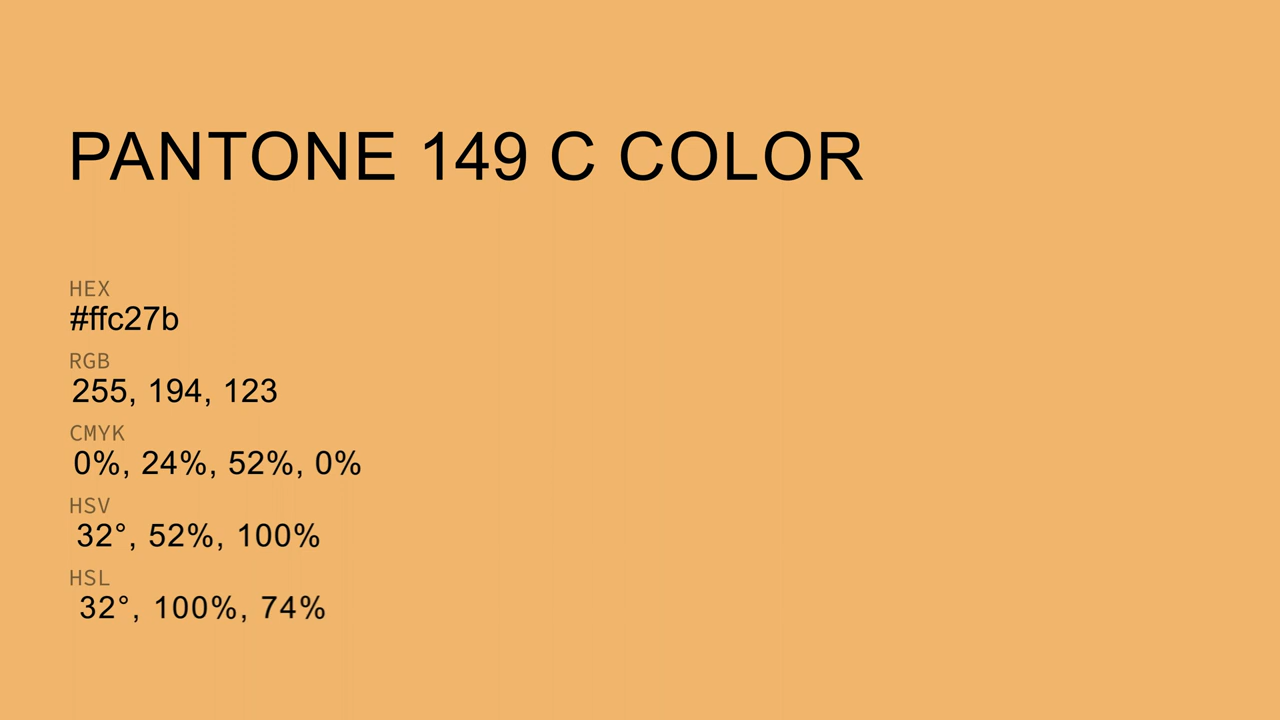 PANTONE 149 C COLOR
HEX
#ffc27b
RGB
255, 194, 123
CMYK
0%, 24%, 52%, 0%
HSV
32°, 52%, 100%
HSL
32°, 100%, 74%